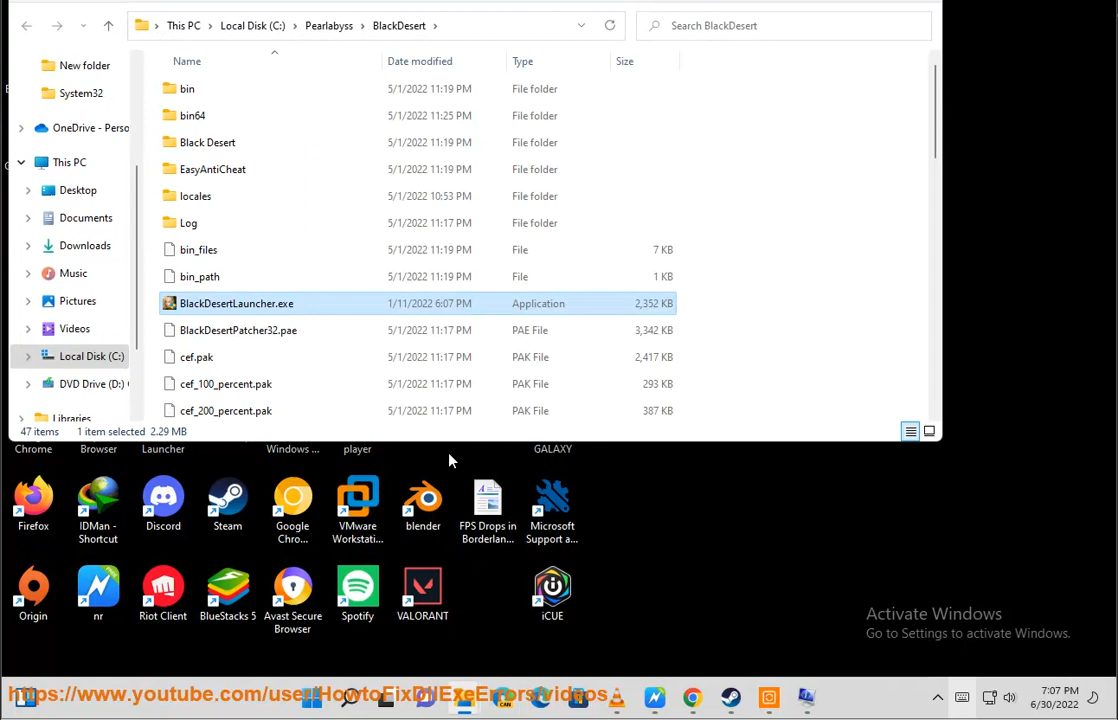 This PC > Local Disk (C:) > Pearlabyss > BlackDesert >
Search BlackDesert
Name Date modified Type Size
New folder
System32
OneDrive - Perso
This PC
Desktop
Documents
Downloads
Music
Pictures
Videos
Local Disk (C:)
DVD Drive (D:)
Libraries
bin 5/1/2022 11:19 PM File folder
bin64 5/1/2022 11:25 PM File folder
Black Desert 5/1/2022 11:19 PM File folder
EasyAntiCheat 5/1/2022 11:19 PM File folder
locales 5/1/2022 10:53 PM File folder
Log 5/1/2022 11:17 PM File folder
bin_files 5/1/2022 11:19 PM File 7 KB
bin_path 5/1/2022 11:19 PM File 1 KB
BlackDesertLauncher.exe 1/11/2022 6:07 PM Application 2,352 KB
BlackDesertPatcher32.pae 5/1/2022 11:17 PM PAE File 3,342 KB
cef.pak 5/1/2022 11:17 PM PAK File 2,417 KB
cef_100_percent.pak 5/1/2022 11:17 PM PAK File 293 KB
cef_200_percent.pak 5/1/2022 11:17 PM PAK File 387 KB
47 items 1 item selected 2.29 MB
Chrome
Browser
Launcher
Windows ...
player
GALAXY
Firefox
IDMan -
Shortcut
Discord
Steam
Google
Chro...
VMware
Workstati...
blender
FPS Drops in
Borderlan...
Microsoft
Support a...
Origin
nr
Riot Client
BlueStacks 5
Avast Secure
Browser
Spotify
VALORANT
iCUE
Activate Windows
Go to Settings to activate Windows.
https://www.youtube.com/user/HowtoFixDllExeErrors/videos
7:07 PM
6/30/2022